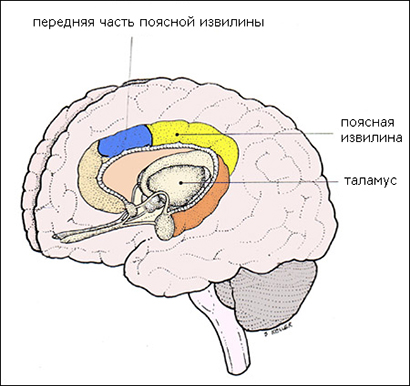 передняя часть поясной извилины
поясная
извилина
таламус